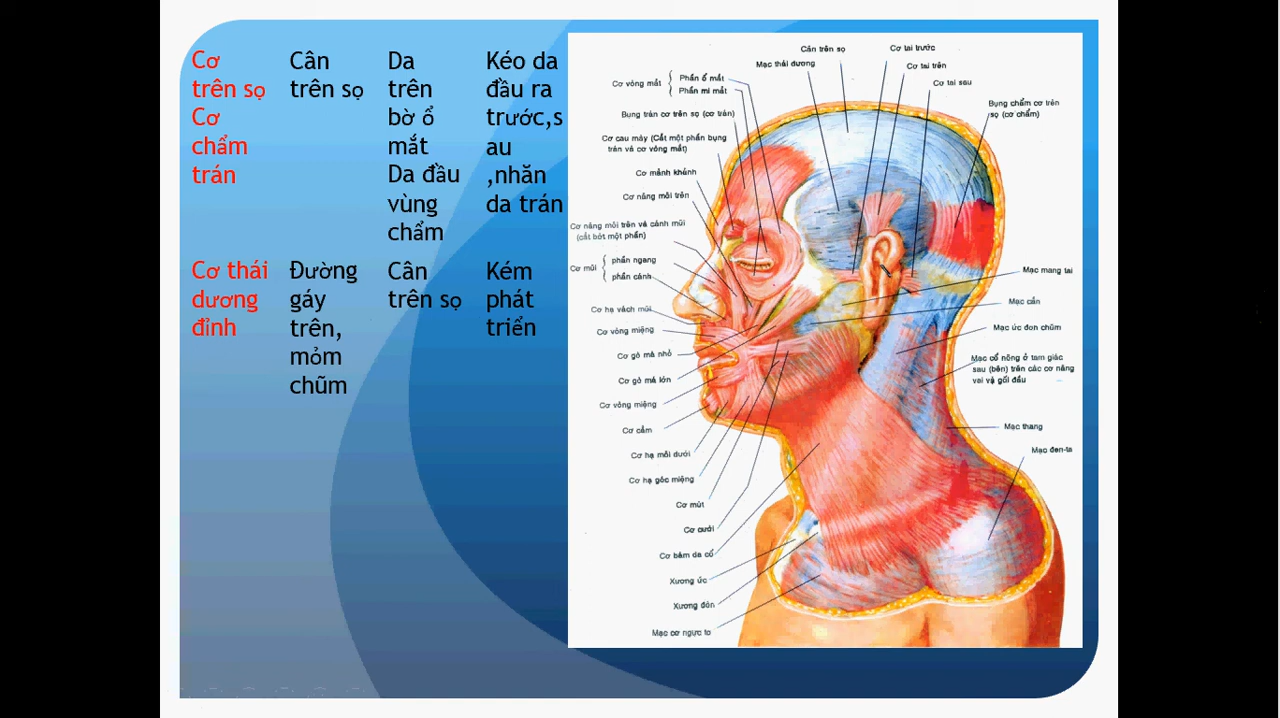 Cơ
trên sọ
Cơ
chẩm
trán
Cân
trên sọ
Da
trên
bờ ổ
mắt
Da đầu
vùng
chẩm
Kéo da
đầu ra
trước,s
au
,nhăn
da trán
Cơ thái
dương
đỉnh
Đường
gáy
trên,
mỏm
chũm
Cân
trên sọ
Kém
phát
triển
Cân trên sọ
Cơ tai trước
Mạc thái dương
Cơ tai trên
Cơ tai sau
Cơ vòng mắt
Phần ổ mắt
Phần mi mắt
Bụng chẩm cơ trên
sọ (cơ chẩm)
Bung trán cơ trên sọ (cơ trán)
Cơ cau mày (Cắt một phần bụng
trán và cơ vòng mắt)
Cơ mảnh khảnh
Cơ nâng môi trên
Cơ nâng môi trên và cánh mũi
(cắt bớt một phần)
Cơ mũi
phần ngang
phần cánh
Cơ hạ vách mũi
Cơ vòng miệng
Cơ gò má nhỏ
Cơ gò má lớn
Cơ vòng miệng
Cơ cằm
Cơ hạ môi dưới
Cơ hạ góc miệng
Cơ mút
Cơ cười
Cơ bám da cổ
Xương ức
Xương đòn
Mạc cơ ngực to
Mạc mang tai
Mạc cắn
Mạc ức đòn chũm
Mạc cổ nông ở tam giác
sau (bên) trên các cơ nâng
vai và gối đầu
Mạc thang
Mạc đen-ta